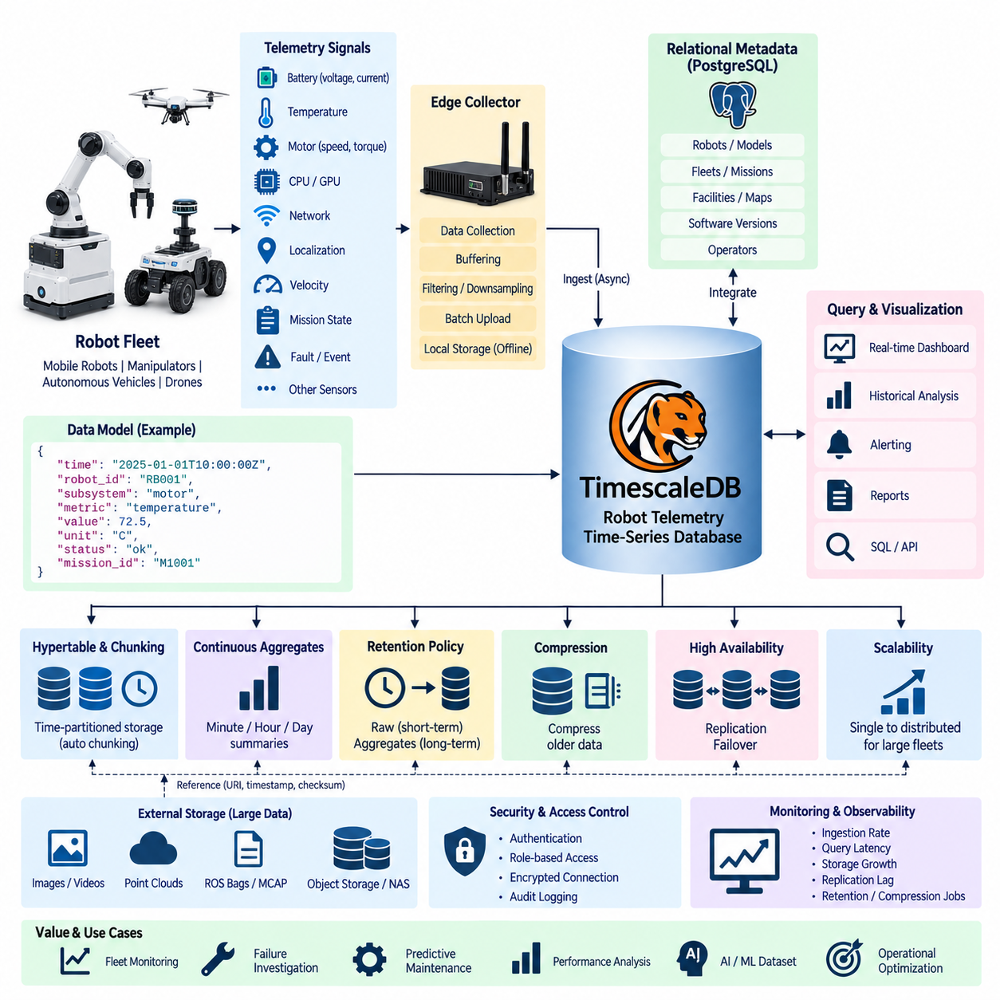 Telemetry Signals
Battery (voltage, current)
Temperature
Motor (speed, torque)
CPU / GPU
Network
Localization
Velocity
Mission State
Fault / Event
Other Sensors
Robot Fleet
Mobile Robots | Manipulators |
Autonomous Vehicles | Drones
Edge Collector
Data Collection
Buffering
Filtering / Downsampling
Batch Upload
Local Storage (Offline)
Ingest (Async)
Relational Metadata
(PostgreSQL)
Robots / Models
Fleets / Missions
Facilities / Maps
Software Versions
Operators
Integrate
Query & Visualization
Real-time Dashboard
Historical Analysis
Alerting
Reports
SQL / API
Data Model (Example)
{
"time": "2025-01-01T10:00:00Z",
"robot_id": "RB001",
"subsystem": "motor",
"metric": "temperature",
"value": 72.5,
"unit": "C",
"status": "ok",
"mission_id": "M1001"
}
TimescaleDB
Robot Telemetry
Time-Series Database
Hypertable & Chunking
Time-partitioned storage
(auto chunking)
Continuous Aggregates
Minute / Hour / Day
summaries
Retention Policy
Raw (short-term)
Aggregates (long-term)
Compression
Compress
older data
High Availability
Replication
Failover
Scalability
Single to distributed
for large fleets
Reference (URI, timestamp, checksum)
External Storage (Large Data)
Images / Videos
Point Clouds
ROS Bags / MCAP
Object Storage / NAS
Security & Access Control
• Authentication
• Role-based Access
• Encrypted Connection
• Audit Logging
Monitoring & Observability
• Ingestion Rate
• Query Latency
• Storage Growth
• Replication Lag
• Retention / Compression Jobs
Value & Use Cases
Fleet Monitoring
Failure
Investigation
Predictive
Maintenance
Performance Analysis
AI
AI / ML Dataset
Operational
Optimization